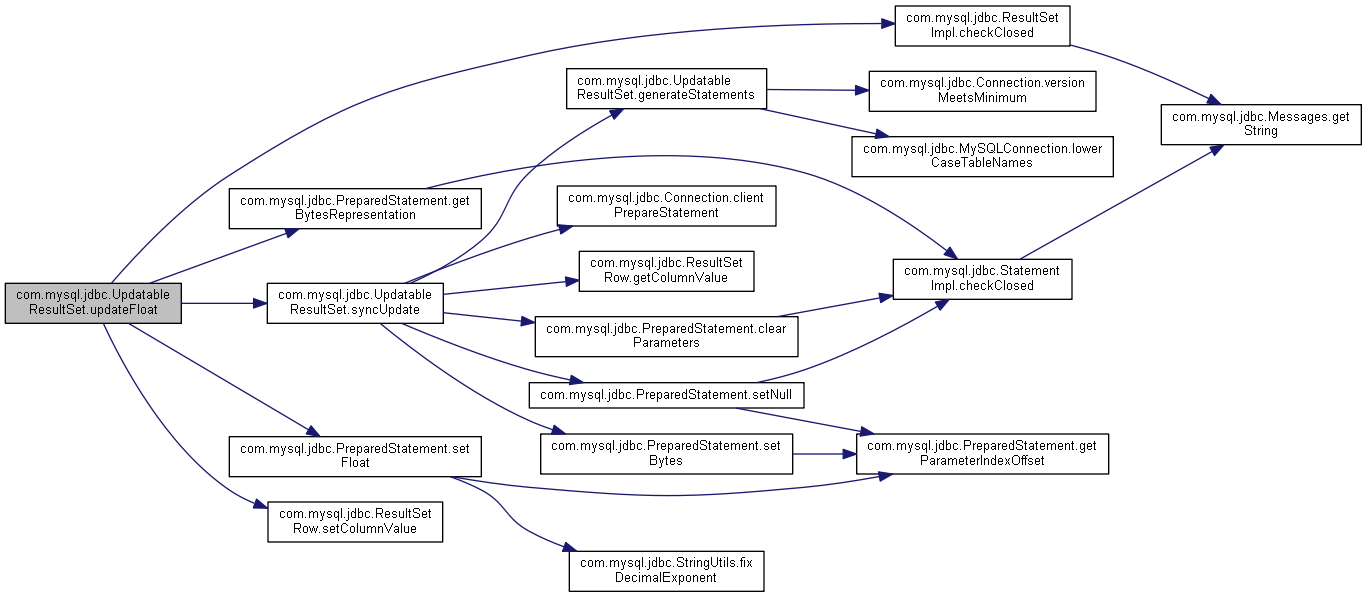 com.mysql.jdbc.ResultSet
Impl.checkClosed
com.mysql.jdbc.Updatable
ResultSet.generateStatements
com.mysql.jdbc.Connection.version
MeetsMinimum
com.mysql.jdbc.Messages.get
String
com.mysql.jdbc.MySQLConnection.lower
CaseTableNames
com.mysql.jdbc.PreparedStatement.get
BytesRepresentation
com.mysql.jdbc.Connection.client
PrepareStatement
com.mysql.jdbc.ResultSet
Row.getColumnValue
com.mysql.jdbc.Statement
Impl.checkClosed
com.mysql.jdbc.Updatable
ResultSet.updateFloat
com.mysql.jdbc.Updatable
ResultSet.syncUpdate
com.mysql.jdbc.PreparedStatement.clear
Parameters
com.mysql.jdbc.PreparedStatement.setNull
com.mysql.jdbc.PreparedStatement.set
Float
com.mysql.jdbc.PreparedStatement.set
Bytes
com.mysql.jdbc.PreparedStatement.get
ParameterIndexOffset
com.mysql.jdbc.ResultSet
Row.setColumnValue
com.mysql.jdbc.StringUtils.fix
DecimalExponent